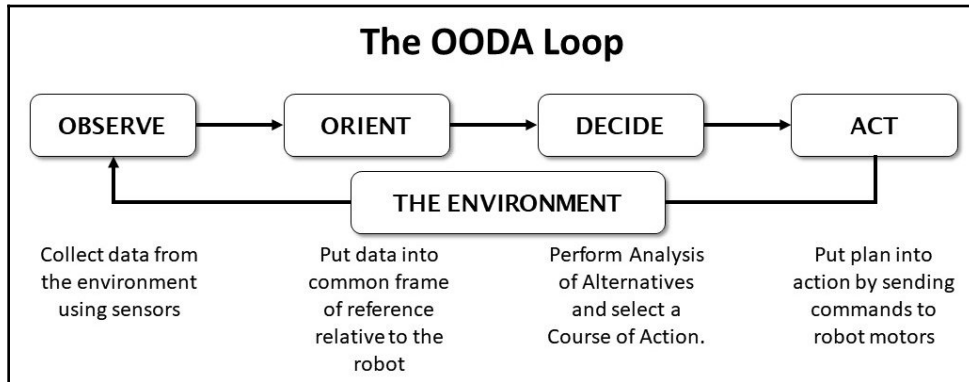 The OODA Loop
OBSERVE
ORIENT
DECIDE
ACT
THE ENVIRONMENT
Collect data from
the environment
using sensors
Put data into
common frame
of reference
relative to the
robot
Perform Analysis
of Alternatives
and select a
Course of Action.
Put plan into
action by sending
commands to
robot motors